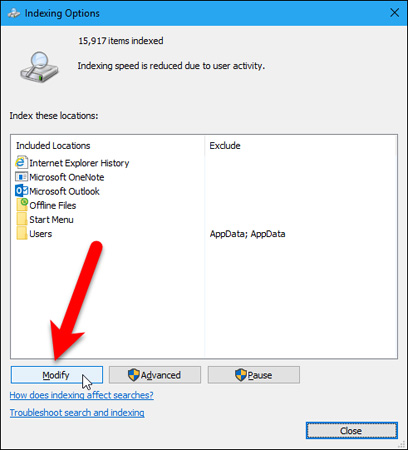 Indexing Options
15,917 items indexed
Indexing speed is reduced due to user activity.
Index these locations:
Included Locations Exclude
Internet Explorer History
Microsoft OneNote
Microsoft Outlook
Offline Files
Start Menu
Users AppData; AppData
Modify Advanced Pause
How does indexing affect searches?
Troubleshoot search and indexing
Close